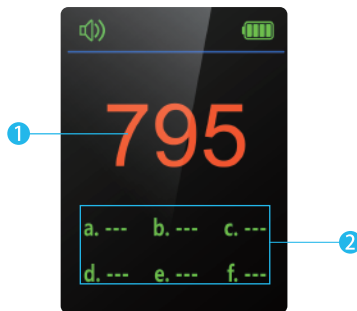 795
1
a. --- b. --- c. ---
2
d. --- e. --- f. ---